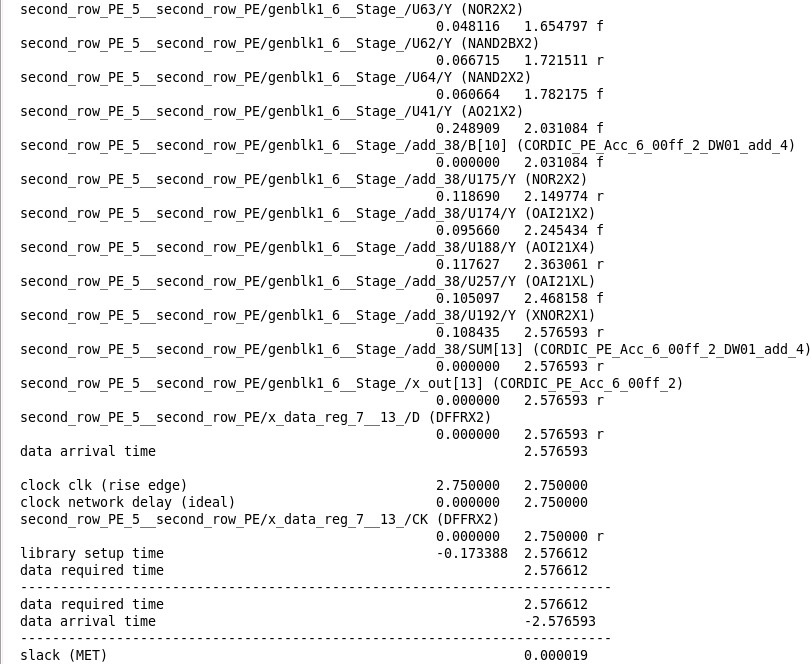 second_row_PE_5__second_row_PE/genblk1_6__Stage_/U63/Y (NOR2X2)
0.048116 1.654797 f
second_row_PE_5__second_row_PE/genblk1_6__Stage_/U62/Y (NAND2BX2)
0.066715 1.721511 r
second_row_PE_5__second_row_PE/genblk1_6__Stage_/U64/Y (NAND2X2)
0.060664 1.782175 f
second_row_PE_5__second_row_PE/genblk1_6__Stage_/U41/Y (AO21X2)
0.248909 2.031084 f
second_row_PE_5__second_row_PE/genblk1_6__Stage_/add_38/B[10] (CORDIC_PE_Acc_6_00ff_2_DW01_add_4)
0.000000 2.031084 f
second_row_PE_5__second_row_PE/genblk1_6__Stage_/add_38/U175/Y (NOR2X2)
0.118690 2.149774 r
second_row_PE_5__second_row_PE/genblk1_6__Stage_/add_38/U174/Y (OAI21X2)
0.095660 2.245434 f
second_row_PE_5__second_row_PE/genblk1_6__Stage_/add_38/U188/Y (AOI21X4)
0.117627 2.363061 r
second_row_PE_5__second_row_PE/genblk1_6__Stage_/add_38/U257/Y (OAI21XL)
0.105097 2.468158 f
second_row_PE_5__second_row_PE/genblk1_6__Stage_/add_38/U192/Y (XNOR2X1)
0.108435 2.576593 r
second_row_PE_5__second_row_PE/genblk1_6__Stage_/add_38/SUM[13] (CORDIC_PE_Acc_6_00ff_2_DW01_add_4)
0.000000 2.576593 r
second_row_PE_5__second_row_PE/genblk1_6__Stage_/x_out[13] (CORDIC_PE_Acc_6_00ff_2)
0.000000 2.576593 r
second_row_PE_5__second_row_PE/x_data_reg_7__13_/D (DFFRX2)
0.000000 2.576593 r
data arrival time 2.576593
clock clk (rise edge) 2.750000 2.750000
clock network delay (ideal) 0.000000 2.750000
second_row_PE_5__second_row_PE/x_data_reg_7__13_/CK (DFFRX2)
0.000000 2.750000 r
library setup time -0.173388 2.576612
data required time 2.576612
--------------------------------------------------------------------------
data required time 2.576612
data arrival time -2.576593
--------------------------------------------------------------------------
slack (MET) 0.000019